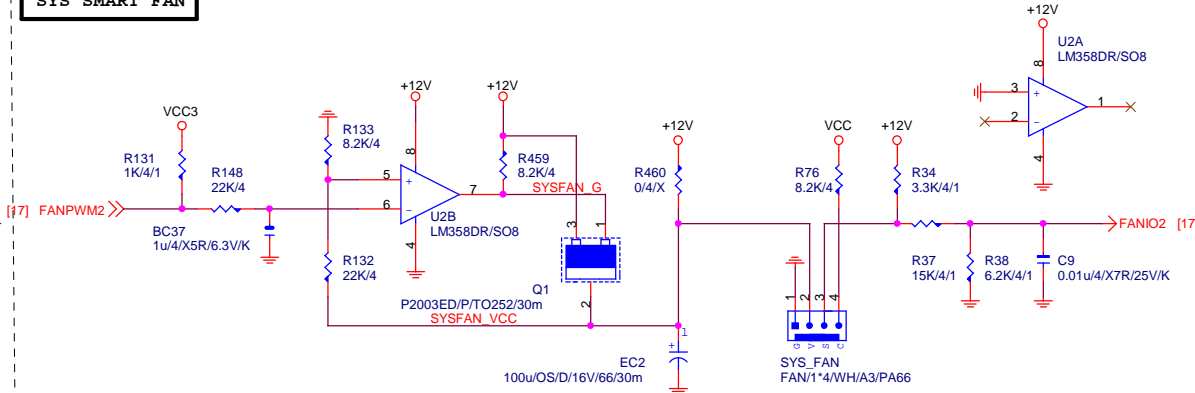 SYS SMART FAN
+12V
U2A
LM358DR/SO8
8
3
+
2
−
1
4
+12V
+12V
VCC3
R133
8.2K/4
8
R131
1K/4/1
R148
22K/4
5
+
6
−
7
U2B
LM358DR/SO8
4
R459
8.2K/4
SYSFAN_G
3
1
+12V
R460
0/4/X
VCC
+12V
R76
8.2K/4
R34
3.3K/4/1
[17] FANPWM2
BC37
1u/4/X5R/6.3V/K
R132
22K/4
Q1
P2003ED/P/TO252/30m
2
SYSFAN_VCC
FANIO2 [17
R37
15K/4/1
R38
6.2K/4/1
C9
0.01u/4/X7R/25V/K
1
2
3
4
G
V
S
C
1
+
EC2
100u/OS/D/16V/66/30m
SYS_FAN
FAN/1*4/WH/A3/PA66